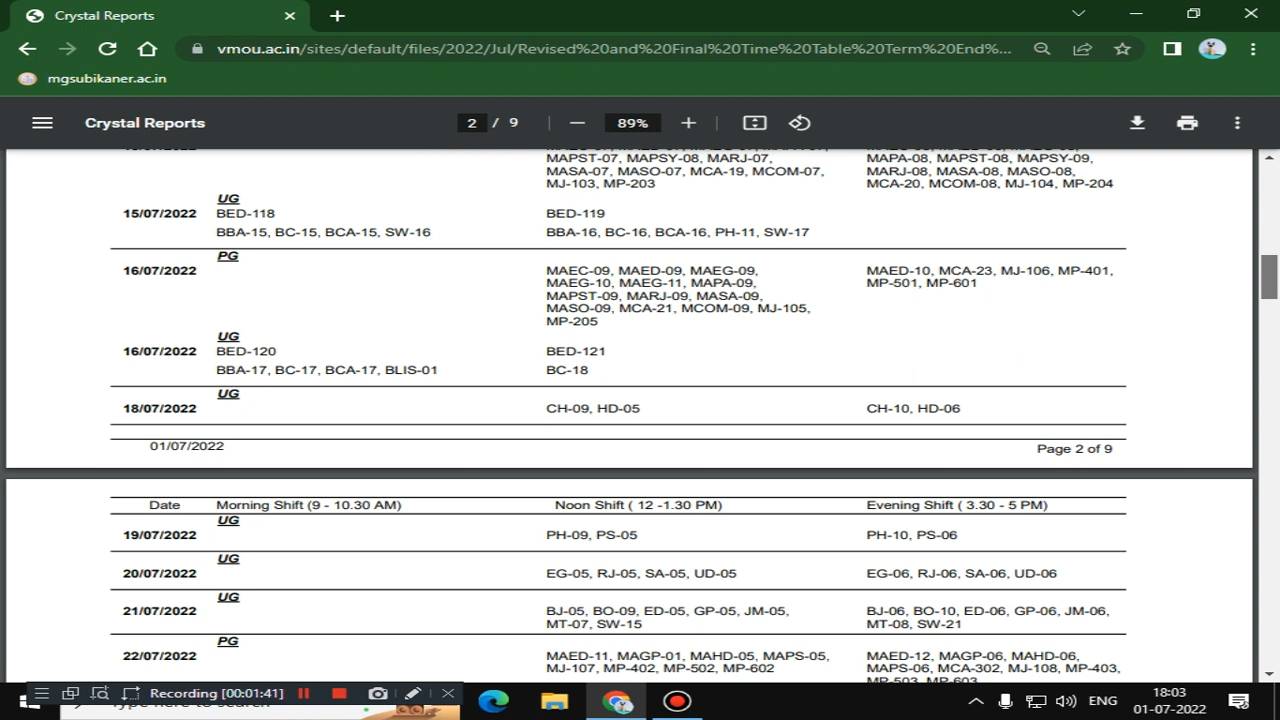 Crystal Reports
vmou.ac.in/sites/default/files/2022/Jul/Revised%20and%20Final%20Time%20Table%20Term%20End%...
mgsubikaner.ac.in
Crystal Reports
2 / 9
89%
MAPST-07, MAPSY-08, MARJ-07,
MASA-07, MASO-07, MCA-19, MCOM-07,
MJ-103, MP-203
MAPA-08, MAPST-08, MAPSY-09,
MARJ-08, MASA-08, MASO-08,
MCA-20, MCOM-08, MJ-104, MP-204
UG
15/07/2022 BED-118 BED-119
BBA-15, BC-15, BCA-15, SW-16 BBA-16, BC-16, BCA-16, PH-11, SW-17
PG
16/07/2022 MAEC-09, MAED-09, MAEG-09, MAED-10, MCA-23, MJ-106, MP-401,
MAEG-10, MAEG-11, MAPA-09, MP-501, MP-601
MAPST-09, MARJ-09, MASA-09,
MASO-09, MCA-21, MCOM-09, MJ-105,
MP-205
UG
16/07/2022 BED-120 BED-121
BBA-17, BC-17, BCA-17, BLIS-01 BC-18
UG
18/07/2022 CH-09, HD-05 CH-10, HD-06
01/07/2022 Page 2 of 9
Date Morning Shift (9 - 10.30 AM) Noon Shift ( 12 -1.30 PM) Evening Shift ( 3.30 - 5 PM)
UG
19/07/2022 PH-09, PS-05 PH-10, PS-06
UG
20/07/2022 EG-05, RJ-05, SA-05, UD-05 EG-06, RJ-06, SA-06, UD-06
UG
21/07/2022 BJ-05, BO-09, ED-05, GP-05, JM-05, BJ-06, BO-10, ED-06, GP-06, JM-06,
MT-07, SW-15 MT-08, SW-21
PG
22/07/2022 MAED-11, MAGP-01, MAHD-05, MAPS-05, MAED-12, MAGP-06, MAHD-06,
MJ-107, MP-402, MP-502, MP-602 MAPS-06, MCA-302, MJ-108, MP-403,
MP-503, MP-603
Recording [00:01:41]
Type here to search
ENG
18:03
01-07-2022